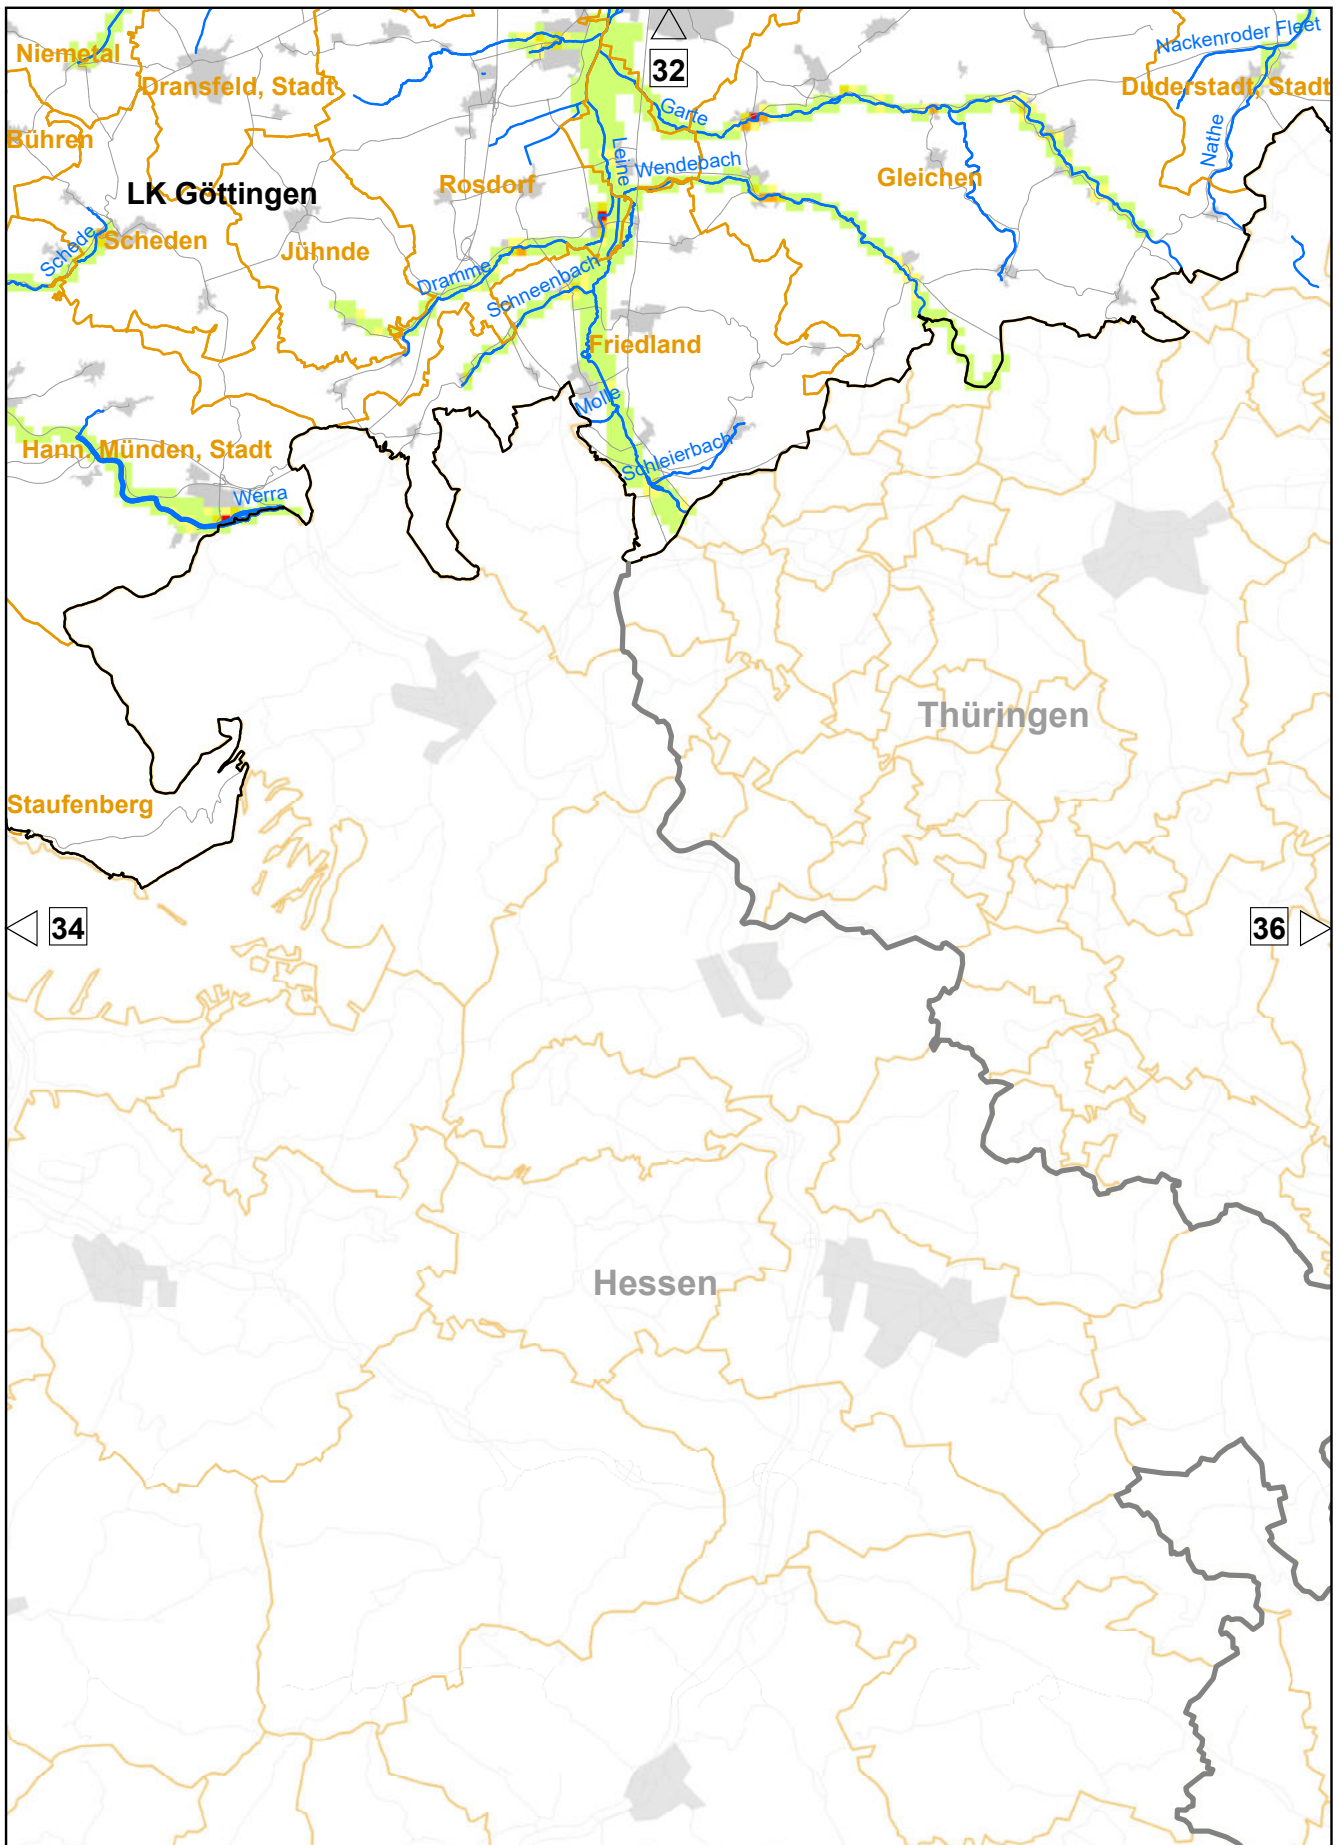 Niemetal
Dransfeld, Stadt
32
Nackenroder Fleet
Duderstadt, Stadt
Garte
Bühren
Leine
Wendebach
Nathe
LK Göttingen
Rosdorf
Gleichen
Schede
Scheden
Jühnde
Dramme
Schneenbach
Friedland
Molle
Hann. Münden, Stadt
Schleierbach
Werra
Thüringen
Staufenberg
34
36
Hessen